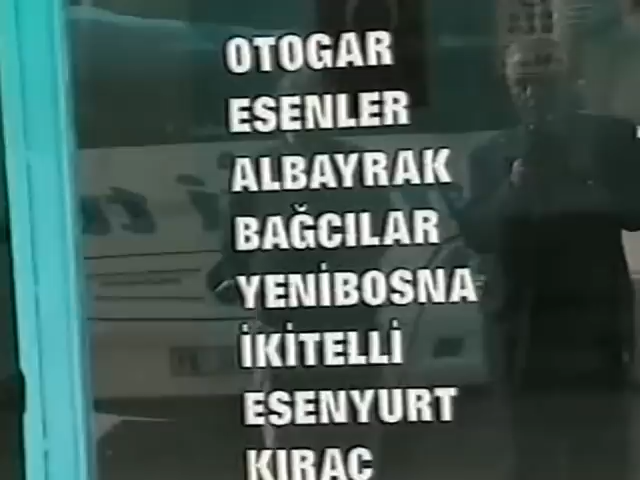 OTOGAR
ESENLER
ALBAYRAK
BAĞCILAR
YENİBOSNA
İKİTELLİ
ESENYURT
KIRAÇ